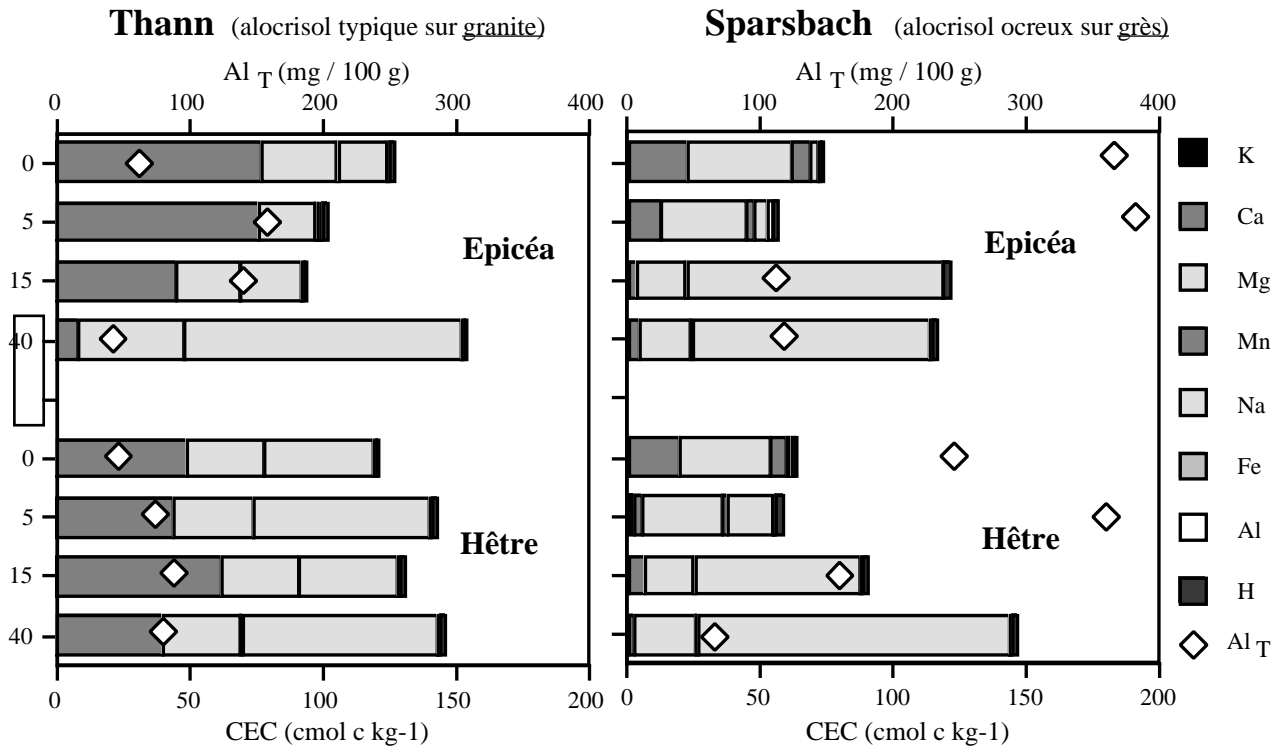 Thann (alocrisol typique sur granite)
Al T (mg / 100 g)
0 100 200 300 400
0
5
15
40
Epicéa
0
5
15
40
Hêtre
0 50 100 150 200
CEC (cmol c kg-1)
Sparsbach (alocrisol ocreux sur grès)
Al T (mg / 100 g)
0 100 200 300 400
Epicéa
Hêtre
0 50 100 150 200
CEC (cmol c kg-1)
K
Ca
Mg
Mn
Na
Fe
Al
H
Al T